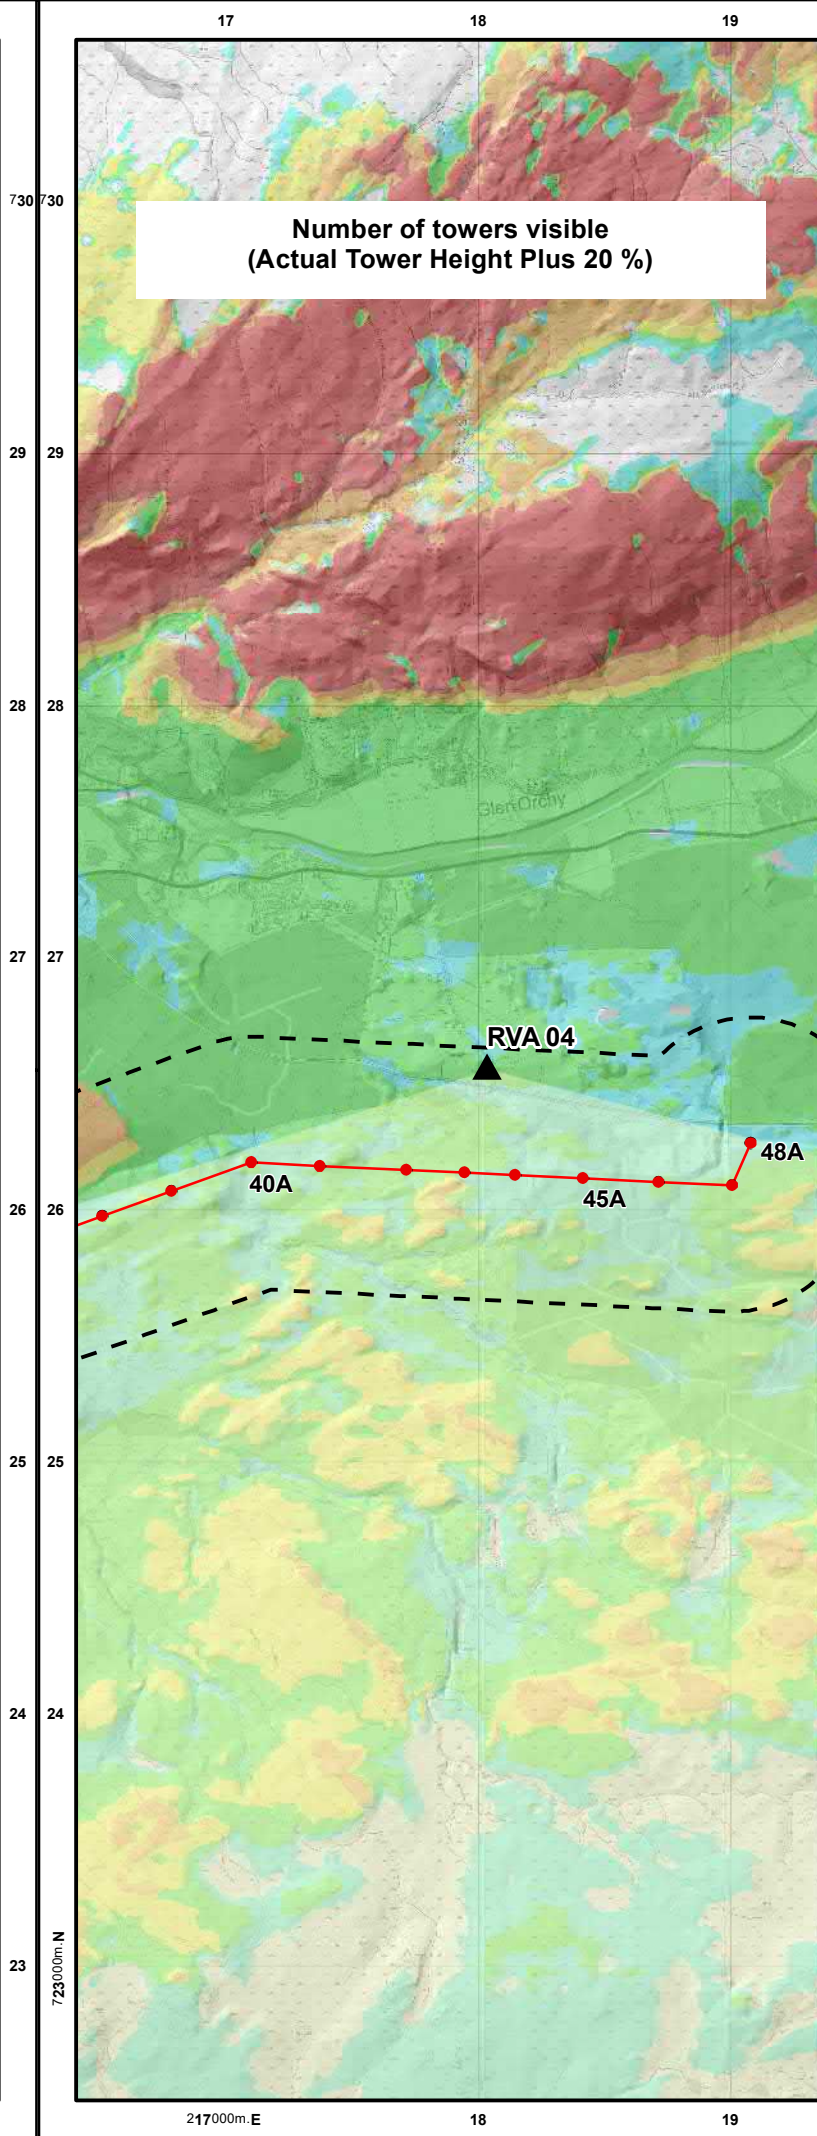 17 18 19
730 730
Number of towers visible
(Actual Tower Height Plus 20 %)
29 29
28 28
Glen Orchy
27 27
RVA 04
48A
40A
45A
26 26
25 25
24 24
23
723000m.N
217000m.E 18 19